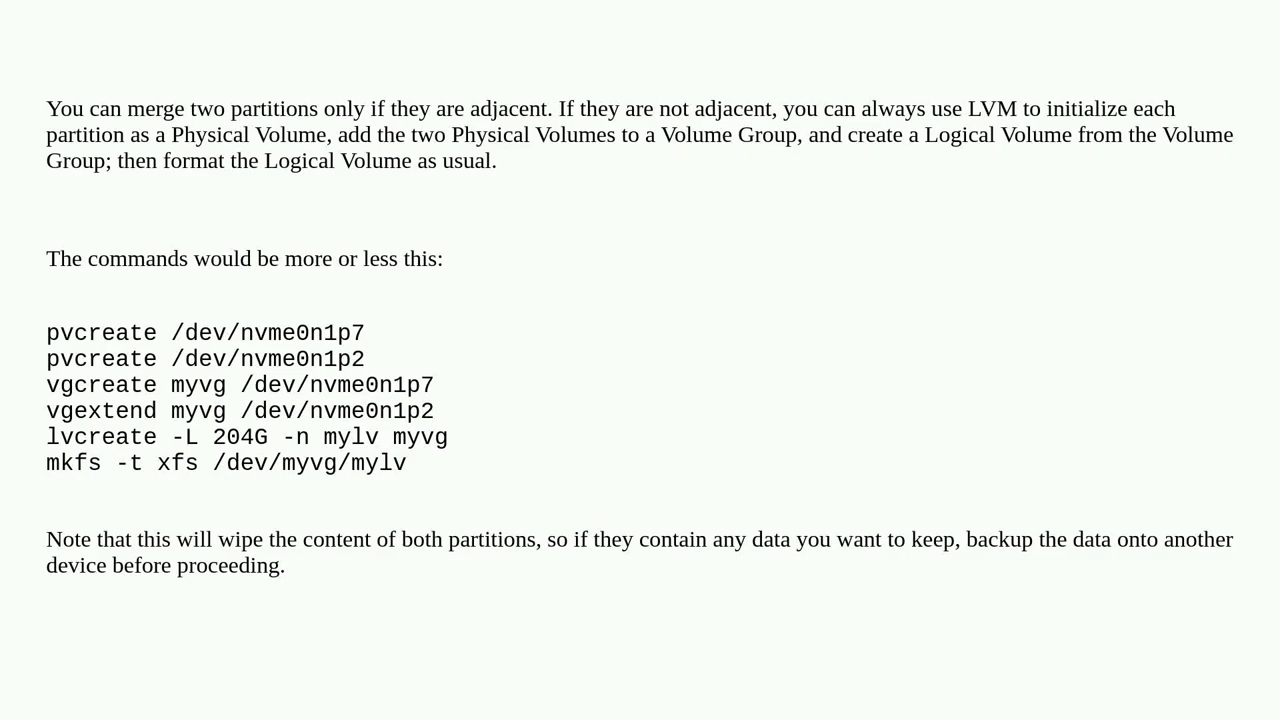 You can merge two partitions only if they are adjacent. If they are not adjacent, you can always use LVM to initialize each
partition as a Physical Volume, add the two Physical Volumes to a Volume Group, and create a Logical Volume from the Volume
Group; then format the Logical Volume as usual.
The commands would be more or less this:
pvcreate /dev/nvme0n1p7
pvcreate /dev/nvme0n1p2
vgcreate myvg /dev/nvme0n1p7
vgextend myvg /dev/nvme0n1p2
lvcreate -L 204G -n mylv myvg
mkfs -t xfs /dev/myvg/mylv
Note that this will wipe the content of both partitions, so if they contain any data you want to keep, backup the data onto another
device before proceeding.